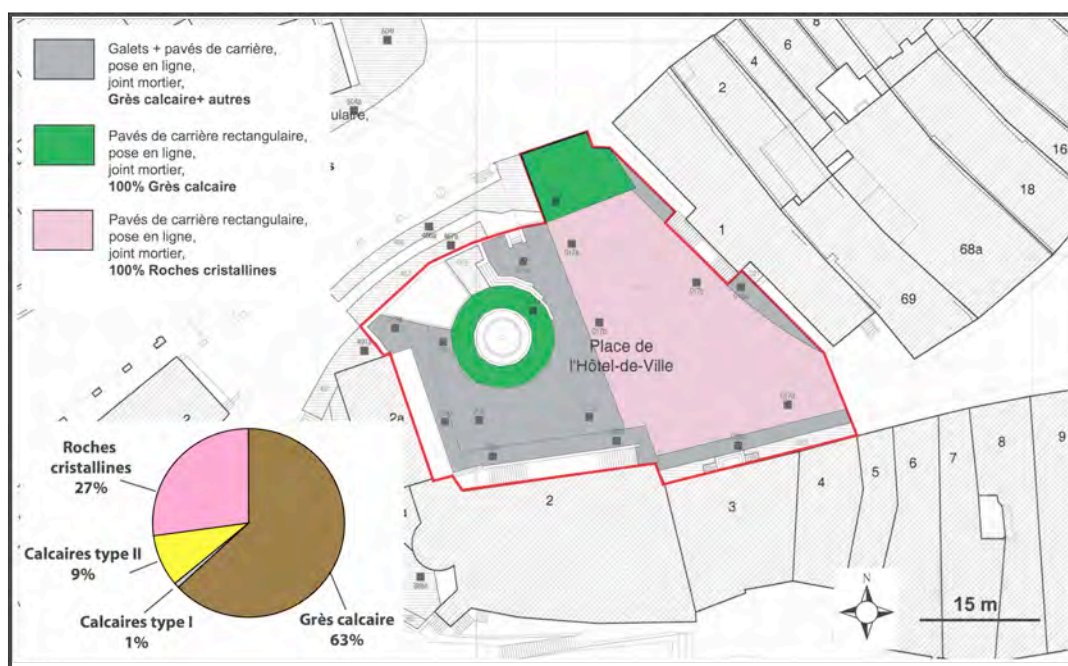 Galets + pavés de carrière,
pose en ligne,
joint mortier,
Grès calcaire+ autres
Pavés de carrière rectangulaire,
pose en ligne,
joint mortier,
100% Grès calcaire
Pavés de carrière rectangulaire,
pose en ligne,
joint mortier,
100% Roches cristallines
ulaire,
s
2
4
6
8
16
18
1
68a
69
Place de
l'Hôtel-de-Ville
2
2a
2
3
4
5
6
7
8
9
Roches
cristallines
27%
Calcaires type II
9%
Calcaires type I
1%
Grès calcaire
63%
N
15 m